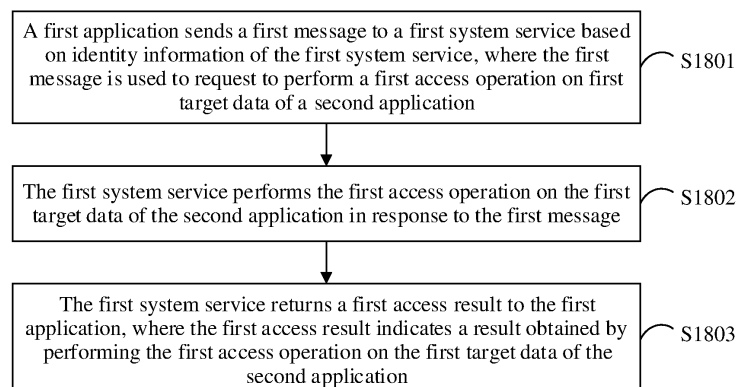 A first application sends a first message to a first system service based
on identity information of the first system service, where the first
message is used to request to perform a first access operation on first
target data of a second application
S1801
The first system service performs the first access operation on the first
target data of the second application in response to the first message
S1802
The first system service returns a first access result to the first
application, where the first access result indicates a result obtained by
performing the first access operation on the first target data of the
second application
S1803